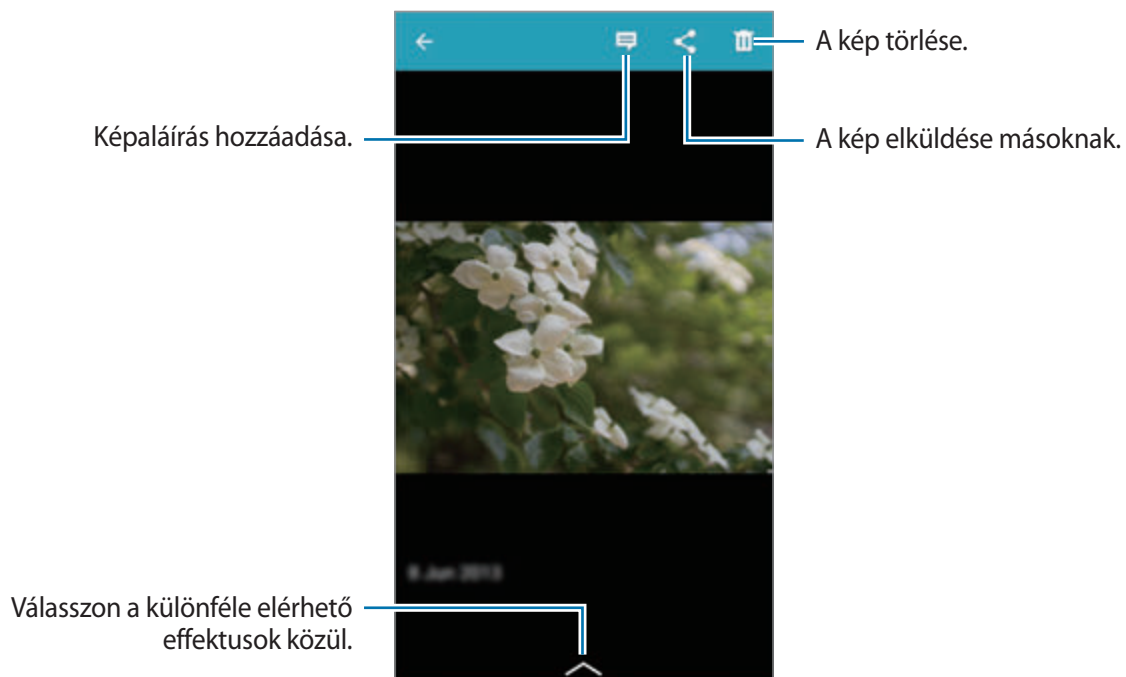 A kép törlése.
Képaláírás hozzáadása.
A kép elküldése másoknak.
Válasszon a különféle elérhető
effektusok közül.